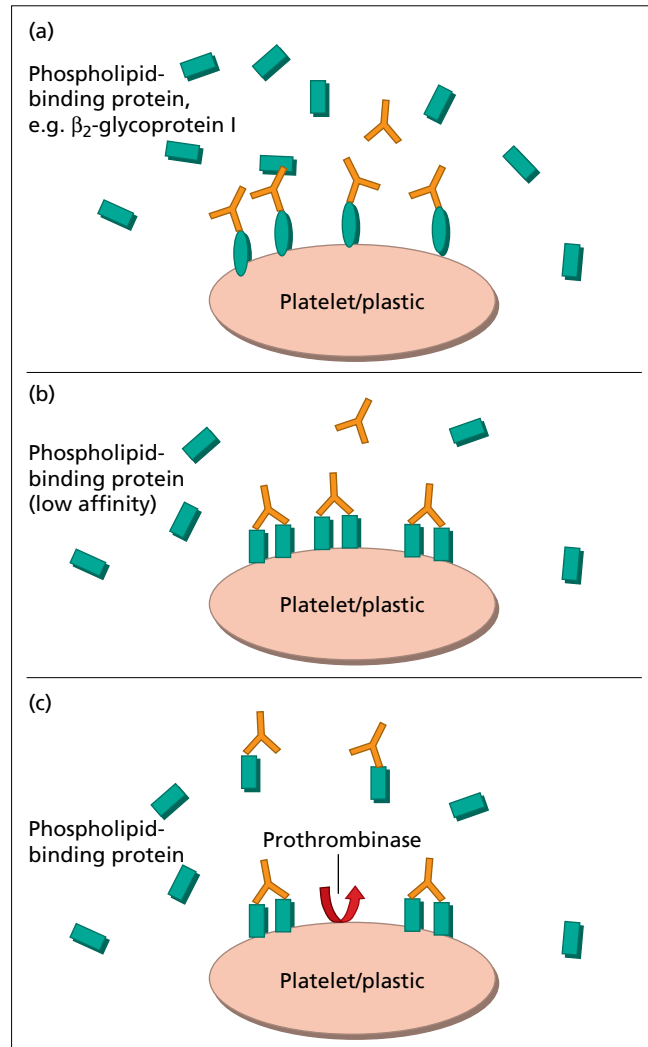 (a)
Phospholipid-
binding protein,
e.g. β₂-glycoprotein I
Platelet/plastic
(b)
Phospholipid-
binding protein
(low affinity)
Platelet/plastic
(c)
Phospholipid-
binding protein
Prothrombinase
Platelet/plastic